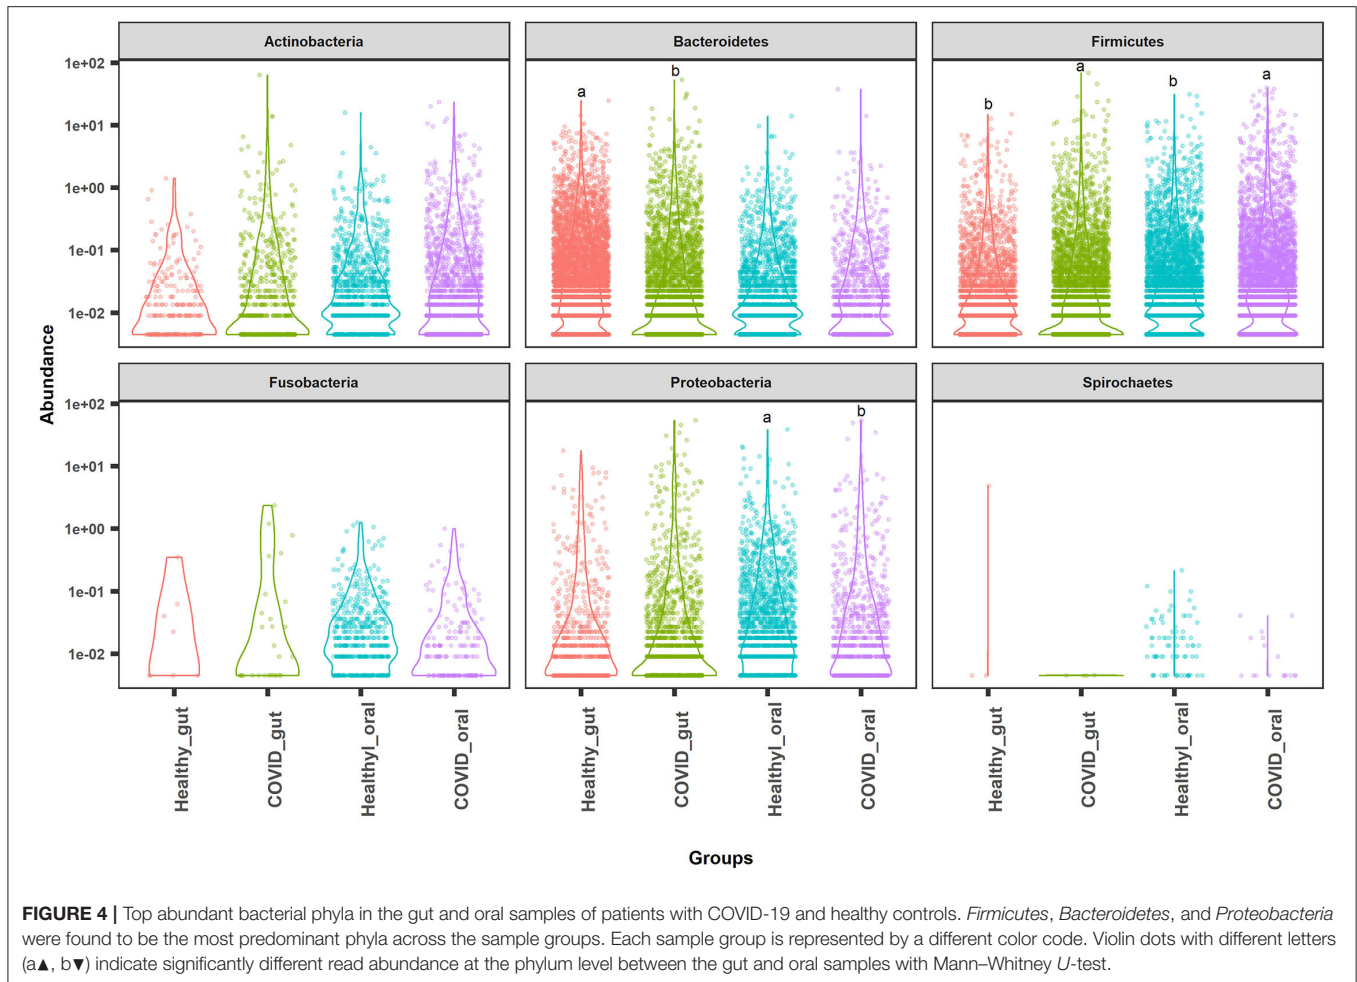 Actinobacteria
Bacteroidetes
Firmicutes
1e+02
1e+01
1e+00
1e-01
1e-02
a
b
b
a
b
a
Abundance
Fusobacteria
Proteobacteria
Spirochaetes
1e+02
1e+01
1e+00
1e-01
1e-02
a
b
Healthy_gut
COVID_gut
Healthyl_oral
COVID_oral
Healthy_gut
COVID_gut
Healthyl_oral
COVID_oral
Healthy_gut
COVID_gut
Healthyl_oral
COVID_oral
Groups
FIGURE 4 | Top abundant bacterial phyla in the gut and oral samples of patients with COVID-19 and healthy controls. Firmicutes, Bacteroidetes, and Proteobacteria
were found to be the most predominant phyla across the sample groups. Each sample group is represented by a different color code. Violin dots with different letters
(a▲, b▼) indicate significantly different read abundance at the phylum level between the gut and oral samples with Mann–Whitney U-test.